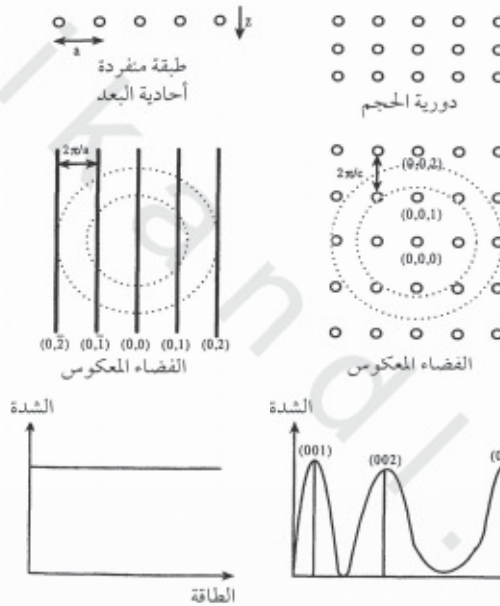 z
a
طبقة منفردة
أحادية البعد
دورية الحجم
2π/a
(0,2̄) (0,1̄) (0,0) (0,1) (0,2)
الفضاء المعكوس
2π/c
(0,0,2)
(0,0,1)
(0,0,0)
الفضاء المعكوس
الشدة
الطاقة
الشدة
(001)
(002)
ikandl.